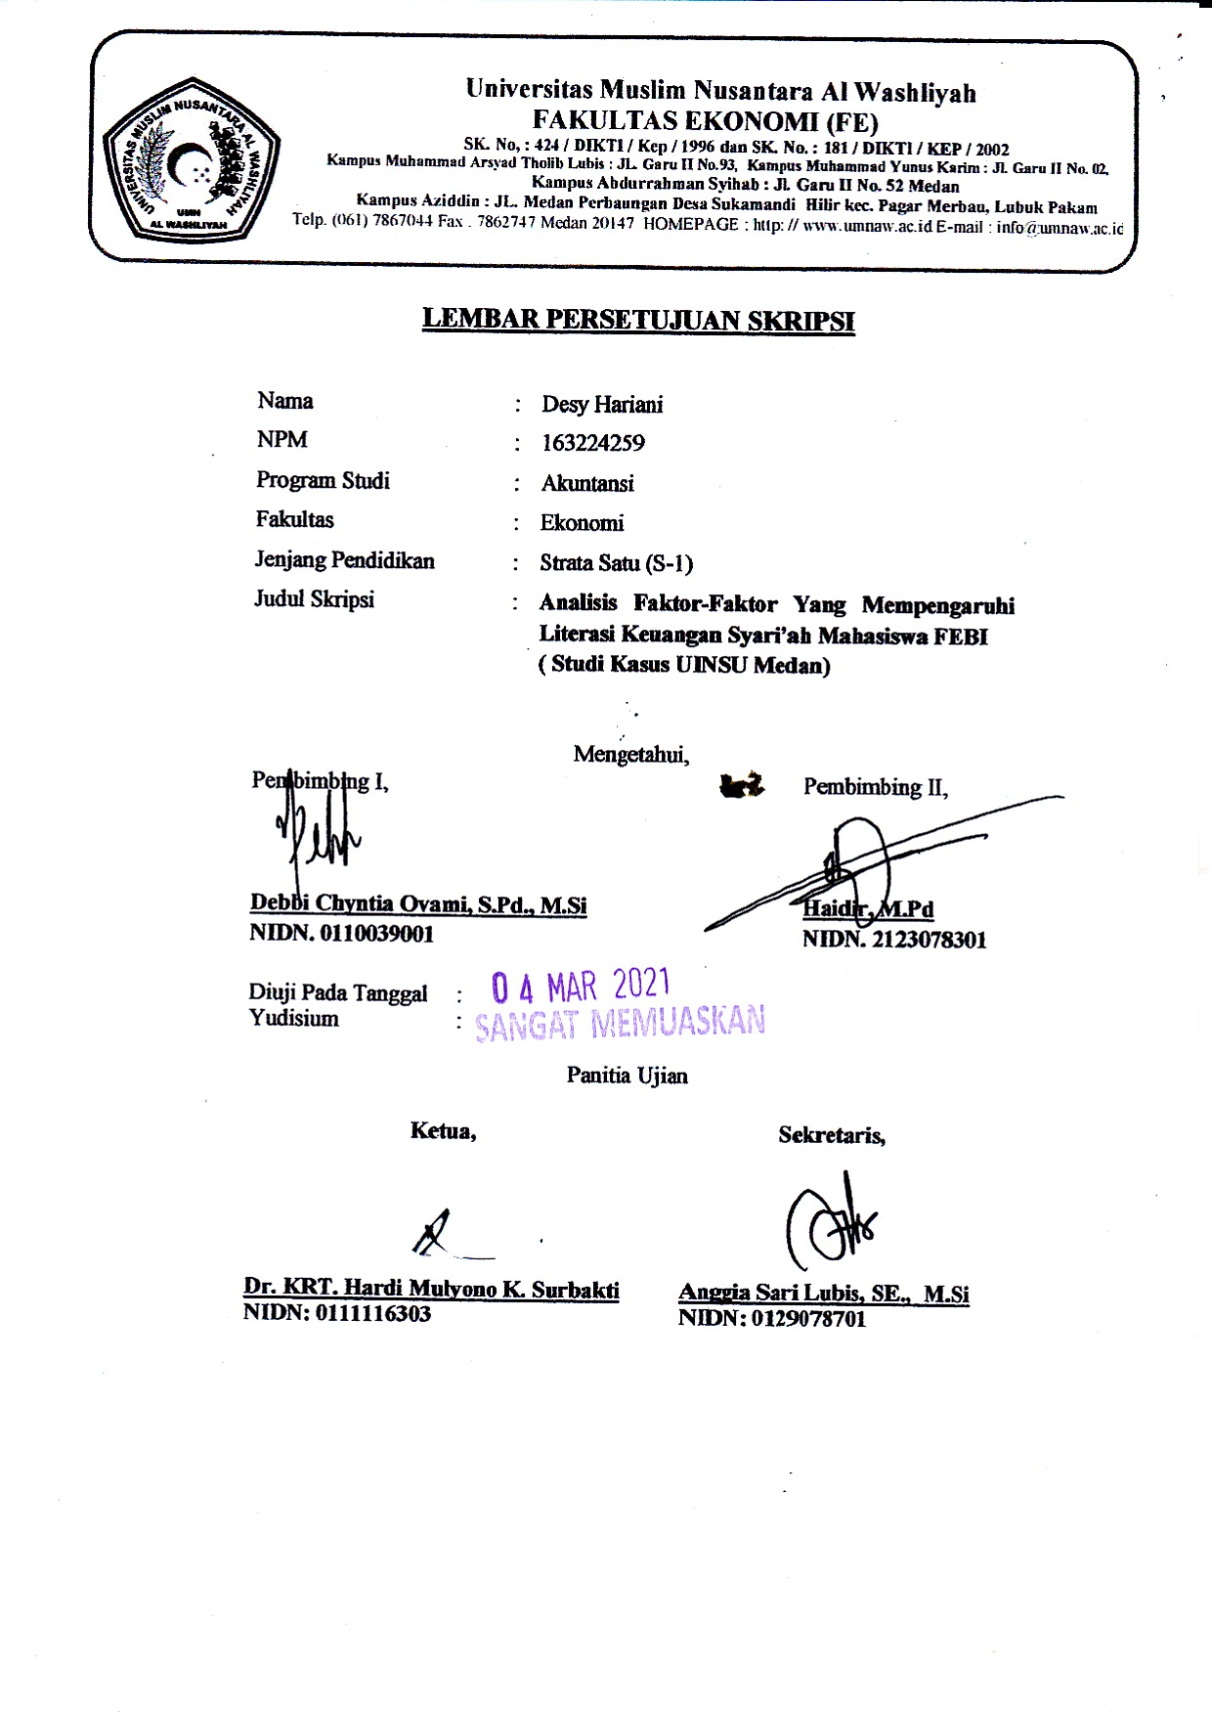 UNIVERSITAS MUSLIM NUSANTARA AL WASHLIYAH
UMN
AL WASHLIYAH
Universitas Muslim Nusantara Al Washliyah
FAKULTAS EKONOMI (FE)
SK. No, : 424 / DIKTI / Kep / 1996 dan SK. No. : 181 / DIKTI / KEP / 2002
Kampus Muhammad Arsyad Tholib Lubis : JL. Garu II No.93, Kampus Muhammad Yunus Karim : Jl. Garu II No. 02,
Kampus Abdurrahman Syihab : Jl. Garu II No. 52 Medan
Kampus Aziddin : JL. Medan Perbaungan Desa Sukamandi Hilir kec. Pagar Merbau, Lubuk Pakam
Telp. (061) 7867044 Fax . 7862747 Medan 20147 HOMEPAGE : http: // www.umnaw.ac.id E-mail : info@umnaw.ac.id
LEMBAR PERSETUJUAN SKRIPSI
Nama : Desy Hariani
NPM : 163224259
Program Studi : Akuntansi
Fakultas : Ekonomi
Jenjang Pendidikan : Strata Satu (S-1)
Judul Skripsi : Analisis Faktor-Faktor Yang Mempengaruhi
Literasi Keuangan Syari'ah Mahasiswa FEBI
( Studi Kasus UINSU Medan)
Mengetahui,
Pembimbing I, Pembimbing II,
Debbi Chyntia Ovami, S.Pd., M.Si Haidir, M.Pd
NIDN. 0110039001 NIDN. 2123078301
Diuji Pada Tanggal : 04 MAR 2021
Yudisium : SANGAT MEMUASKAN
Panitia Ujian
Ketua, Sekretaris,
Dr. KRT. Hardi Mulyono K. Surbakti Anggia Sari Lubis, SE., M.Si
NIDN: 0111116303 NIDN: 0129078701